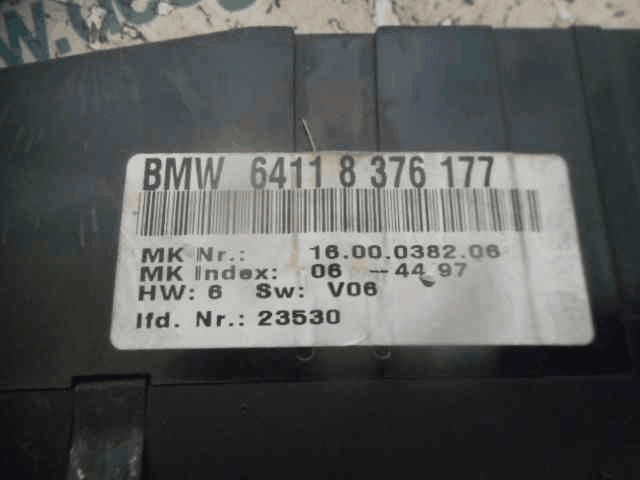 BMW 6411 8 376 177
MK Nr.: 16.00.0382.06
MK Index: 06 -44.97
HW: 6 Sw: V06
lfd. Nr.: 23530